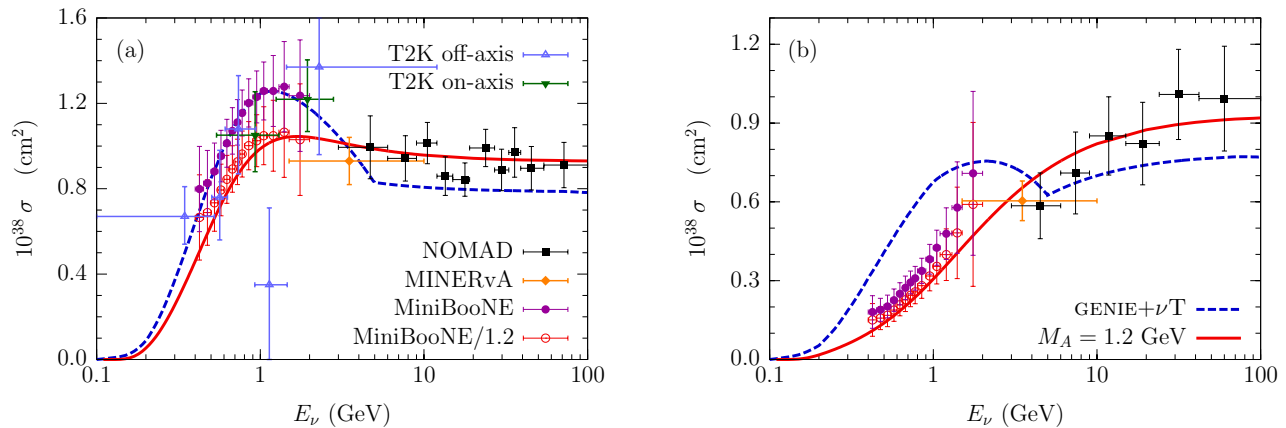 (a)
T2K off-axis
T2K on-axis
NOMAD
MINERvA
MiniBooNE
MiniBooNE/1.2
10^38 σ (cm^2)
0.0
0.4
0.8
1.2
1.6
0.1
1
10
100
E_ν (GeV)
(b)
GENIE+νT
M_A = 1.2 GeV
10^38 σ (cm^2)
0.0
0.3
0.6
0.9
1.2
0.1
1
10
100
E_ν (GeV)